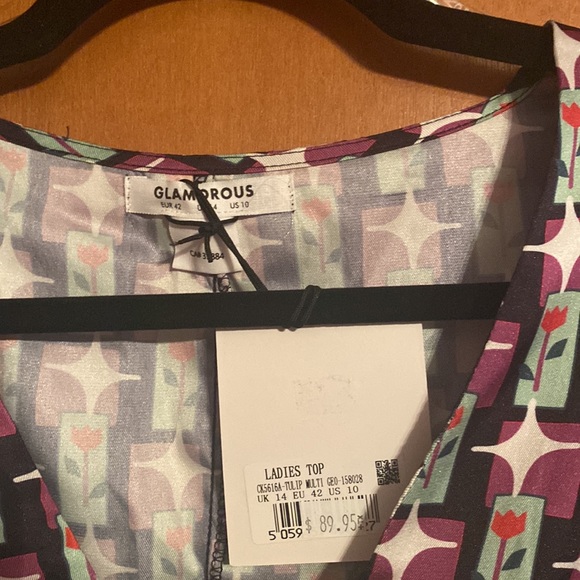 GLAMOROUS
EUR 42 US 10
CA#
LADIES TOP
CK5616A-TULIP MULTI GEO-158028
UK 14 EU 42 US 10
$ 89.95
5 059